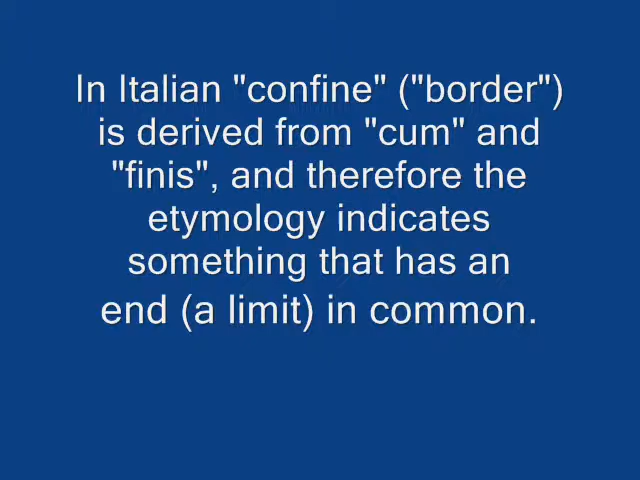 In Italian "confine" ("border")
is derived from "cum" and
"finis", and therefore the
etymology indicates
something that has an
end (a limit) in common.